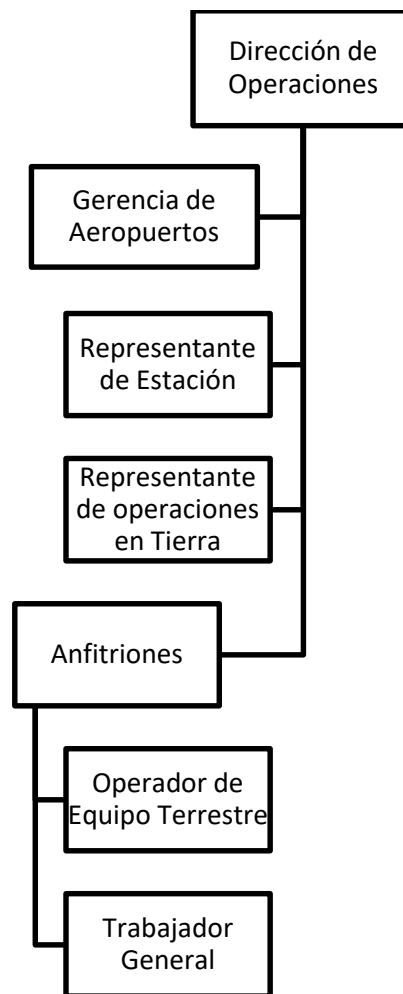 Dirección de
Operaciones
Gerencia de
Aeropuertos
Representante
de Estación
Representante
de operaciones
en Tierra
Anfitriones
Operador de
Equipo Terrestre
Trabajador
General